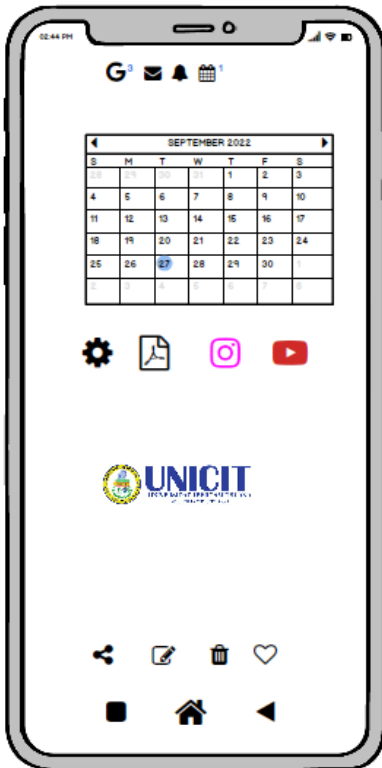 02:44 PM
G 3 1
SEPTEMBER 2022
S M T W T F S
28 29 30 31 1 2 3
4 5 6 7 8 9 10
11 12 13 14 15 16 17
18 19 20 21 22 23 24
25 26 27 28 29 30 1
2 3 4 5 6 7 8
UNICIT